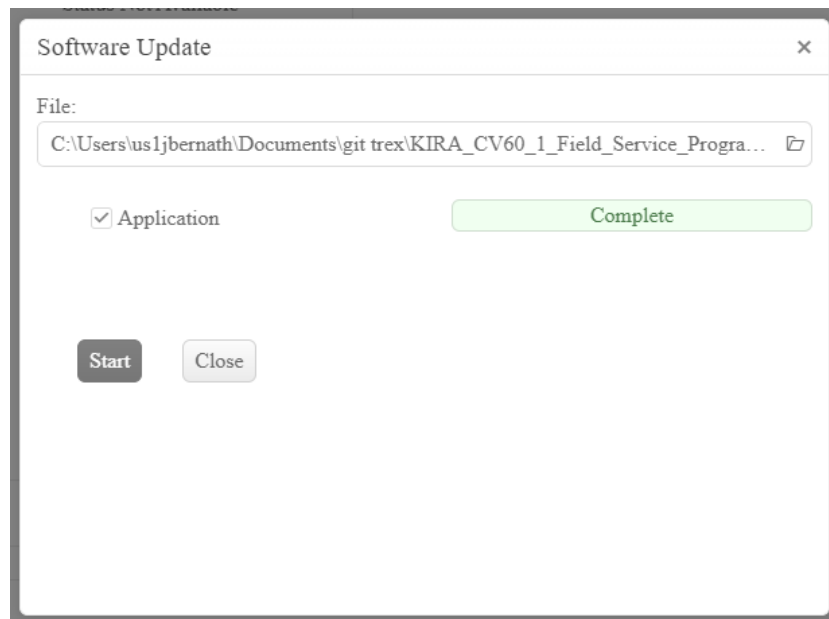 Software Update
File:
C:\Users\us1jbernath\Documents\git trex\KIRA_CV60_1_Field_Service_Progra...
Application
Complete
Start
Close